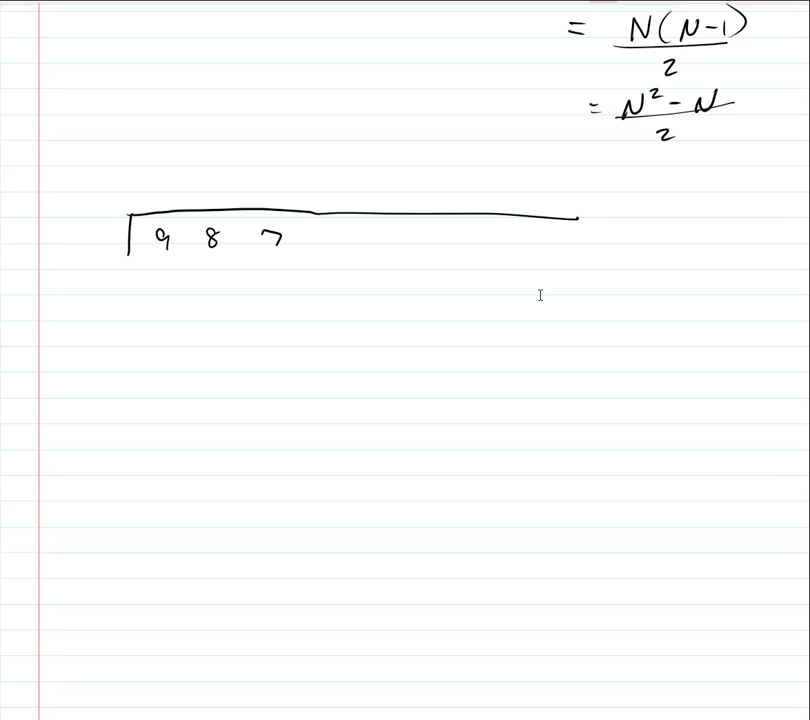 = N(N-1)
2
= N² - N
2
9 8 7